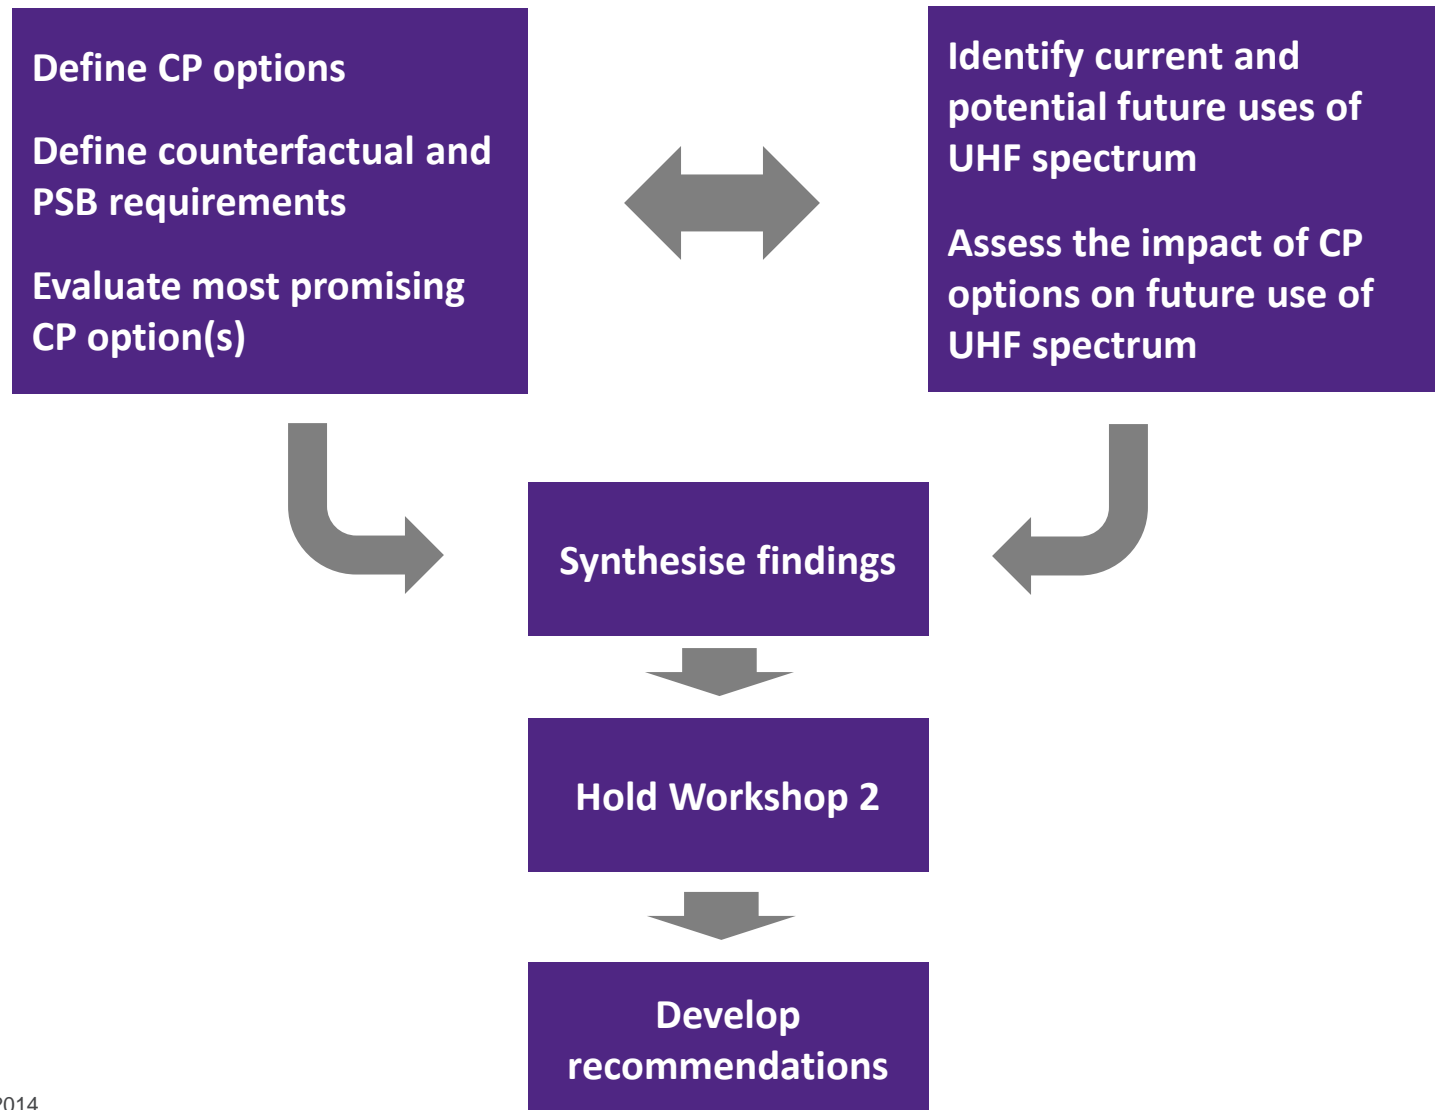 Define CP options
Define counterfactual and
PSB requirements
Evaluate most promising
CP option(s)
Identify current and
potential future uses of
UHF spectrum
Assess the impact of CP
options on future use of
UHF spectrum
Synthesise findings
Hold Workshop 2
Develop
recommendations
2014